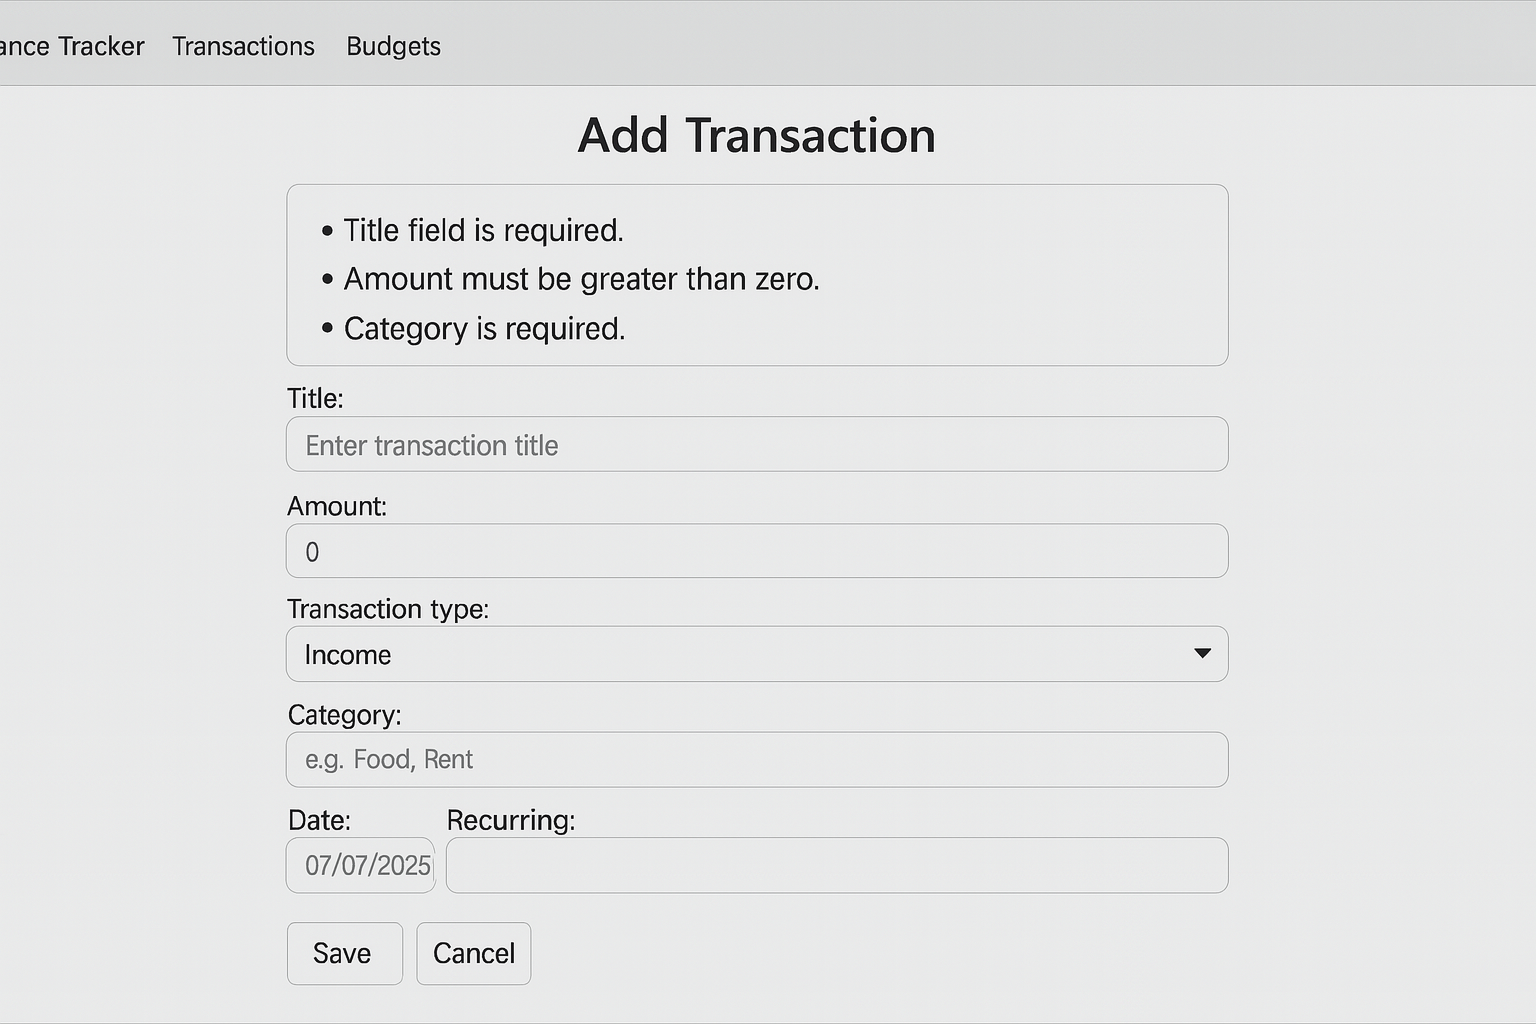 ance Tracker Transactions Budgets
Add Transaction
• Title field is required.
• Amount must be greater than zero.
• Category is required.
Title:
Enter transaction title
Amount:
0
Transaction type:
Income
Category:
e.g. Food, Rent
Date: Recurring:
07/07/2025
Save Cancel